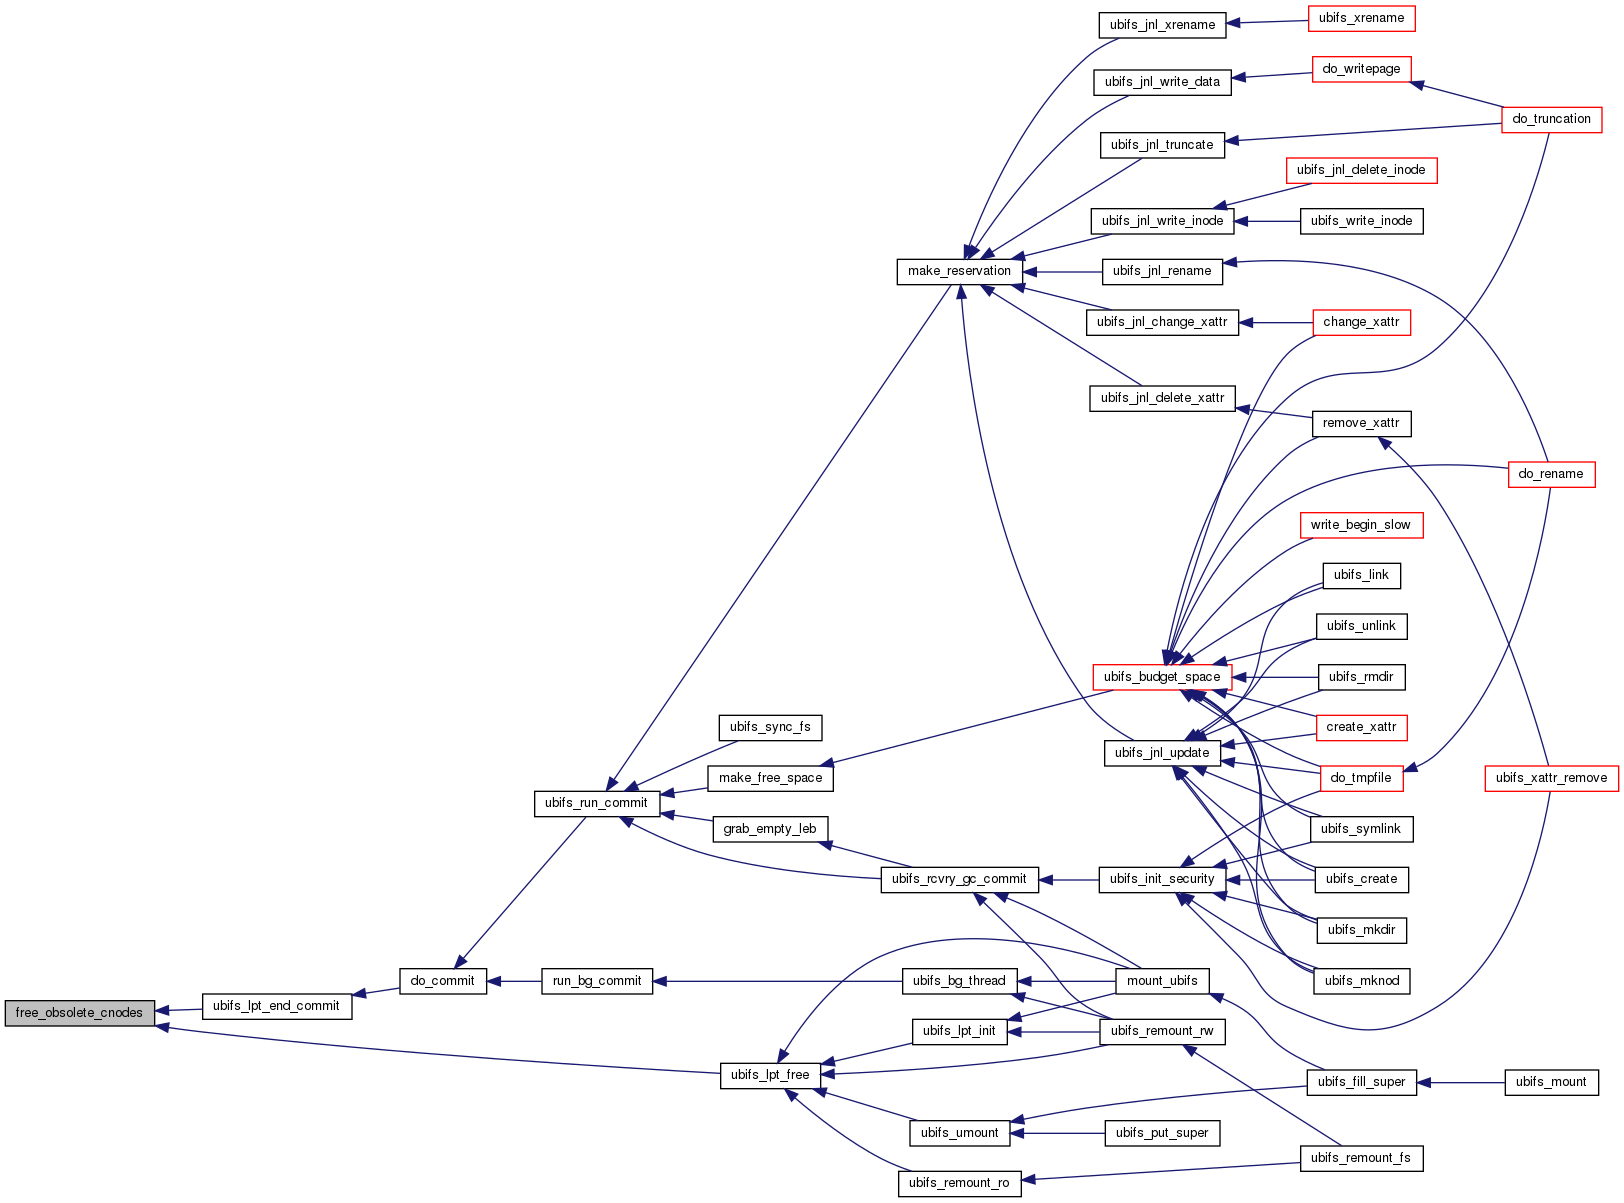 ubifs_jnl_xrename
ubifs_xrename
ubifs_jnl_write_data
do_writepage
do_truncation
ubifs_jnl_truncate
ubifs_jnl_delete_inode
ubifs_jnl_write_inode
ubifs_write_inode
make_reservation
ubifs_jnl_rename
ubifs_jnl_change_xattr
change_xattr
ubifs_jnl_delete_xattr
remove_xattr
do_rename
write_begin_slow
ubifs_link
ubifs_unlink
ubifs_budget_space
ubifs_rmdir
ubifs_sync_fs
create_xattr
ubifs_jnl_update
make_free_space
do_tmpfile
ubifs_xattr_remove
ubifs_run_commit
grab_empty_leb
ubifs_symlink
ubifs_rcvry_gc_commit
ubifs_init_security
ubifs_create
ubifs_mkdir
do_commit
run_bg_commit
ubifs_bg_thread
mount_ubifs
ubifs_mknod
free_obsolete_cnodes
ubifs_lpt_end_commit
ubifs_lpt_init
ubifs_remount_rw
ubifs_lpt_free
ubifs_fill_super
ubifs_mount
ubifs_umount
ubifs_put_super
ubifs_remount_fs
ubifs_remount_ro